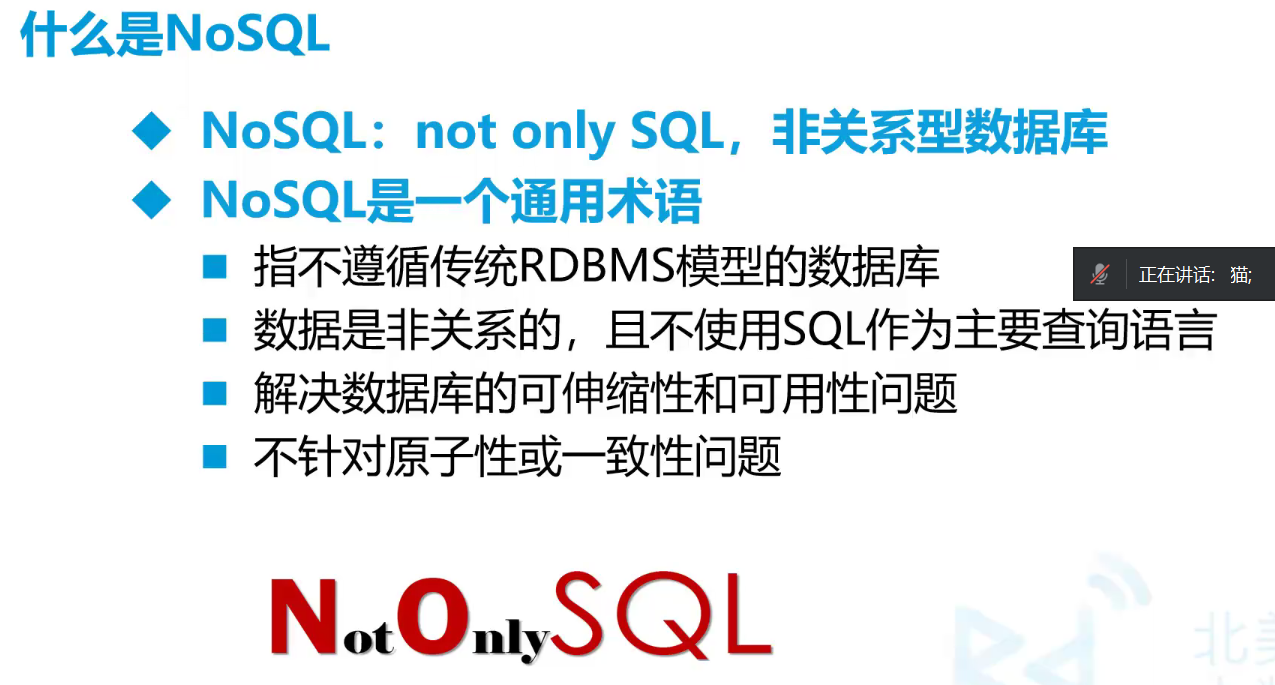 什么是NoSQL
NoSQL：not only SQL，非关系型数据库
NoSQL是一个通用术语
指不遵循传统RDBMS模型的数据库
正在讲话: 猫;
数据是非关系的，且不使用SQL作为主要查询语言
解决数据库的可伸缩性和可用性问题
不针对原子性或一致性问题
NotOnlySQL
北美